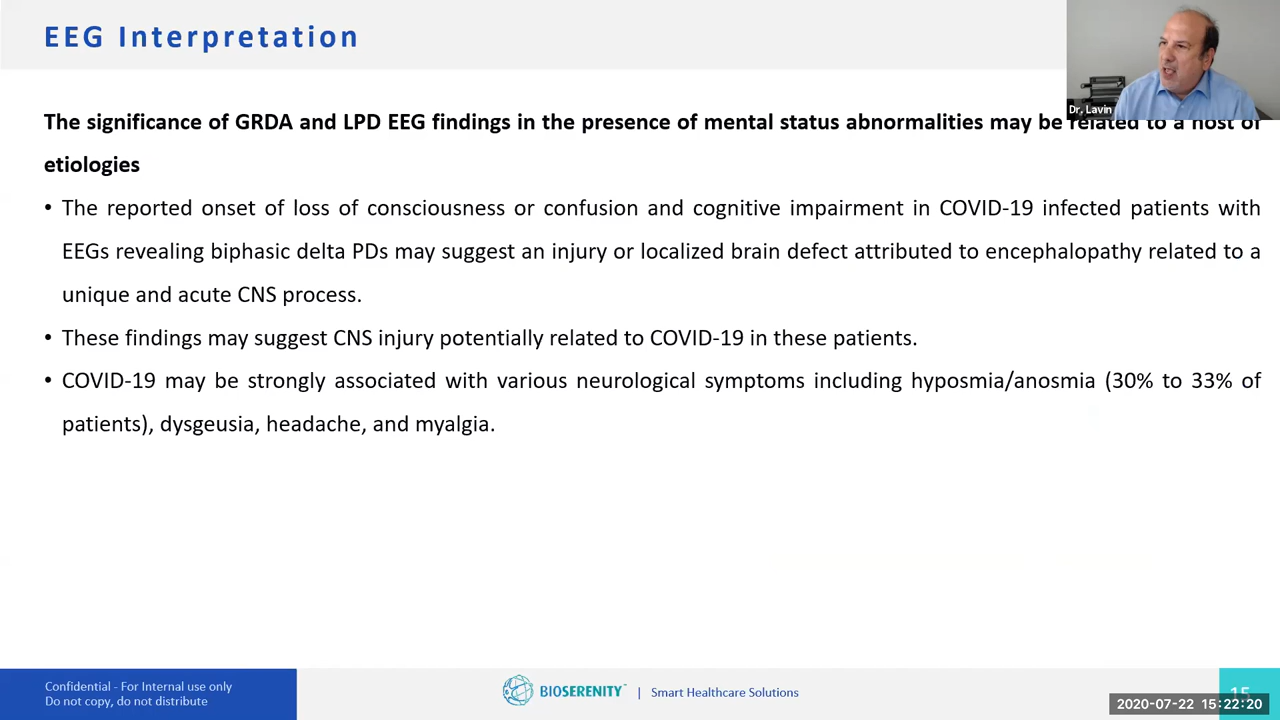 EEG Interpretation
Dr, Lavin
The significance of GRDA and LPD EEG findings in the presence of mental status abnormalities may be related to a host of
etiologies
• The reported onset of loss of consciousness or confusion and cognitive impairment in COVID-19 infected patients with
EEGs revealing biphasic delta PDs may suggest an injury or localized brain defect attributed to encephalopathy related to a
unique and acute CNS process.
• These findings may suggest CNS injury potentially related to COVID-19 in these patients.
• COVID-19 may be strongly associated with various neurological symptoms including hyposmia/anosmia (30% to 33% of
patients), dysgeusia, headache, and myalgia.
Confidential - For Internal use only
Do not copy, do not distribute
BIOSERENITY™ | Smart Healthcare Solutions
15
2020-07-22 15:22:20